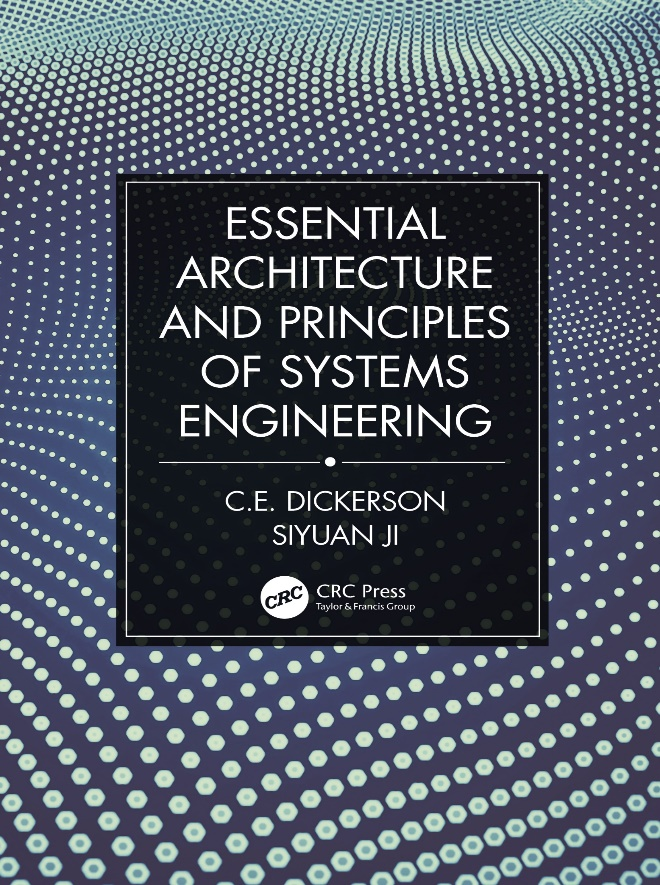 ESSENTIAL
ARCHITECTURE
AND PRINCIPLES
OF SYSTEMS
ENGINEERING
C.E. DICKERSON
SIYUAN JI
CRC CRC Press
Taylor & Francis Group